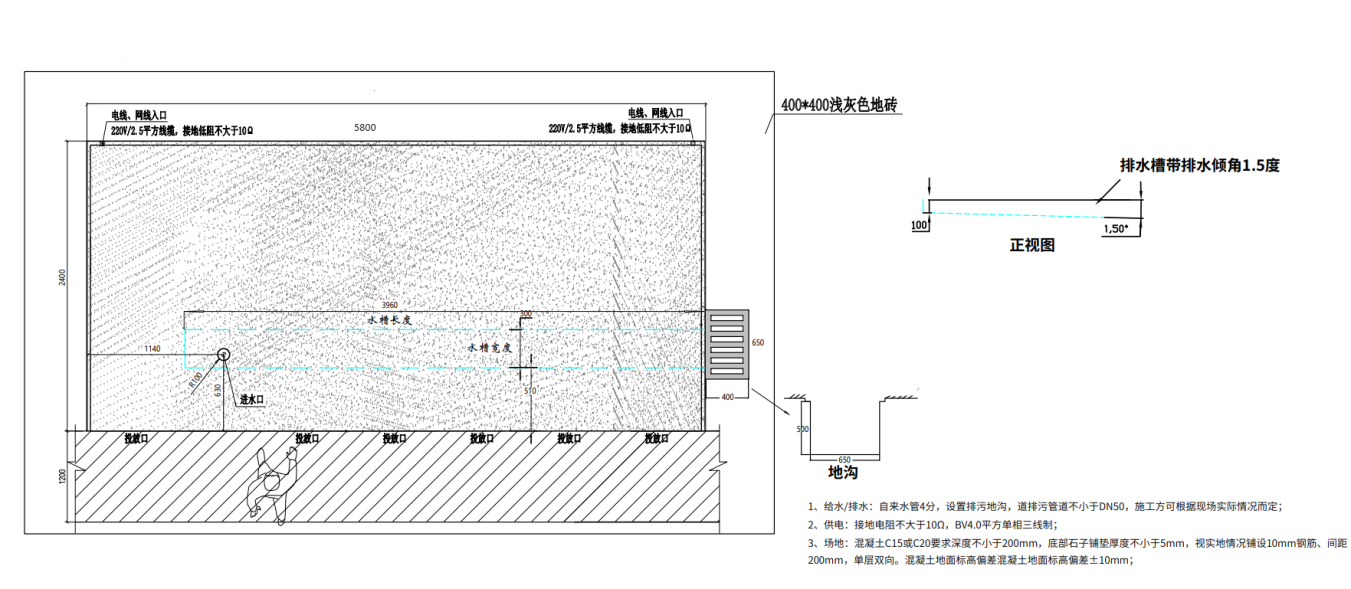 电线、网线入口
220V/2.5平方线缆，接地低阻不大于10Ω
5800
电线、网线入口
220V/2.5平方线缆，接地低阻不大于10Ω
400*400浅灰色地砖
排水槽带排水倾角1.5度
100
1,50°
正视图
2400
3960
水槽长度
300
水槽宽度
1140
R100
630
进水口
510
650
400
投放口
投放口
投放口
投放口
投放口
投放口
1200
500
650
地沟
1、给水/排水：自来水管4分，设置排污地沟，道排污管道不小于DN50，施工方可根据现场实际情况而定；
2、供电：接地电阻不大于10Ω，BV4.0平方单相三线制；
3、场地：混凝土C15或C20要求深度不小于200mm，底部石子铺垫厚度不小于5mm，视实地情况铺设10mm钢筋、间距
200mm，单层双向。混凝土地面标高偏差混凝土地面标高偏差±10mm；